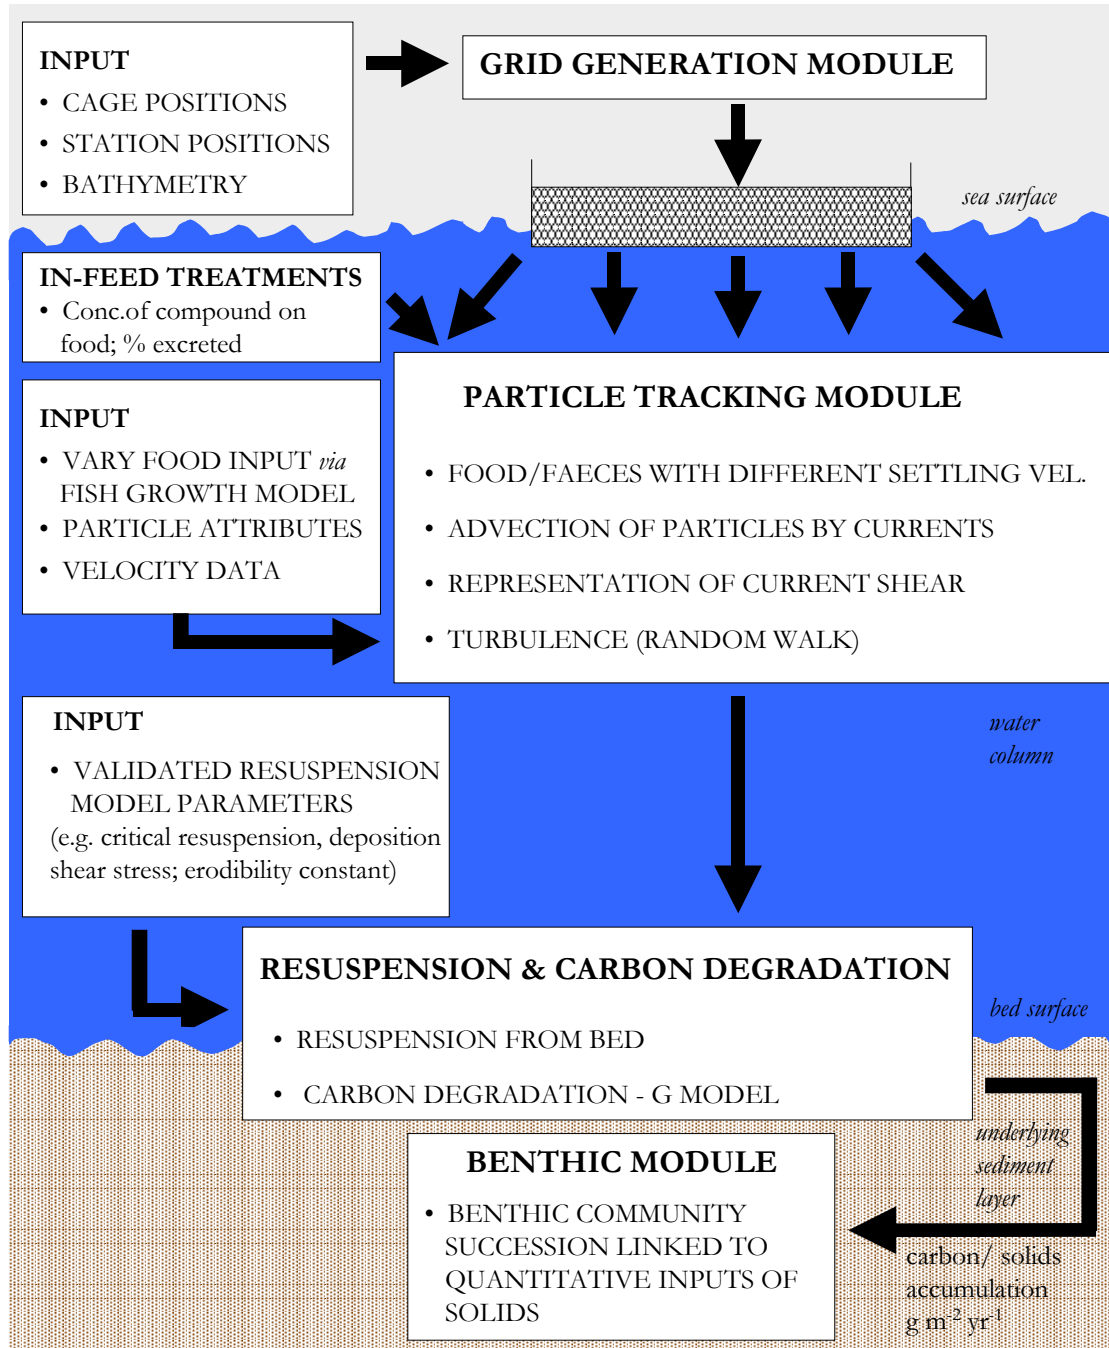 INPUT
• CAGE POSITIONS
• STATION POSITIONS
• BATHYMETRY
GRID GENERATION MODULE
sea surface
IN-FEED TREATMENTS
• Conc.of compound on
food; % excreted
INPUT
• VARY FOOD INPUT via
FISH GROWTH MODEL
• PARTICLE ATTRIBUTES
• VELOCITY DATA
PARTICLE TRACKING MODULE
• FOOD/FAECES WITH DIFFERENT SETTLING VEL.
• ADVECTION OF PARTICLES BY CURRENTS
• REPRESENTATION OF CURRENT SHEAR
• TURBULENCE (RANDOM WALK)
water
column
INPUT
• VALIDATED RESUSPENSION
MODEL PARAMETERS
(e.g. critical resuspension, deposition
shear stress; erodibility constant)
RESUSPENSION & CARBON DEGRADATION
• RESUSPENSION FROM BED
• CARBON DEGRADATION - G MODEL
bed surface
underlying
sediment
layer
BENTHIC MODULE
• BENTHIC COMMUNITY
SUCCESSION LINKED TO
QUANTITATIVE INPUTS OF
SOLIDS
carbon/ solids
accumulation
g m⁻² yr⁻¹